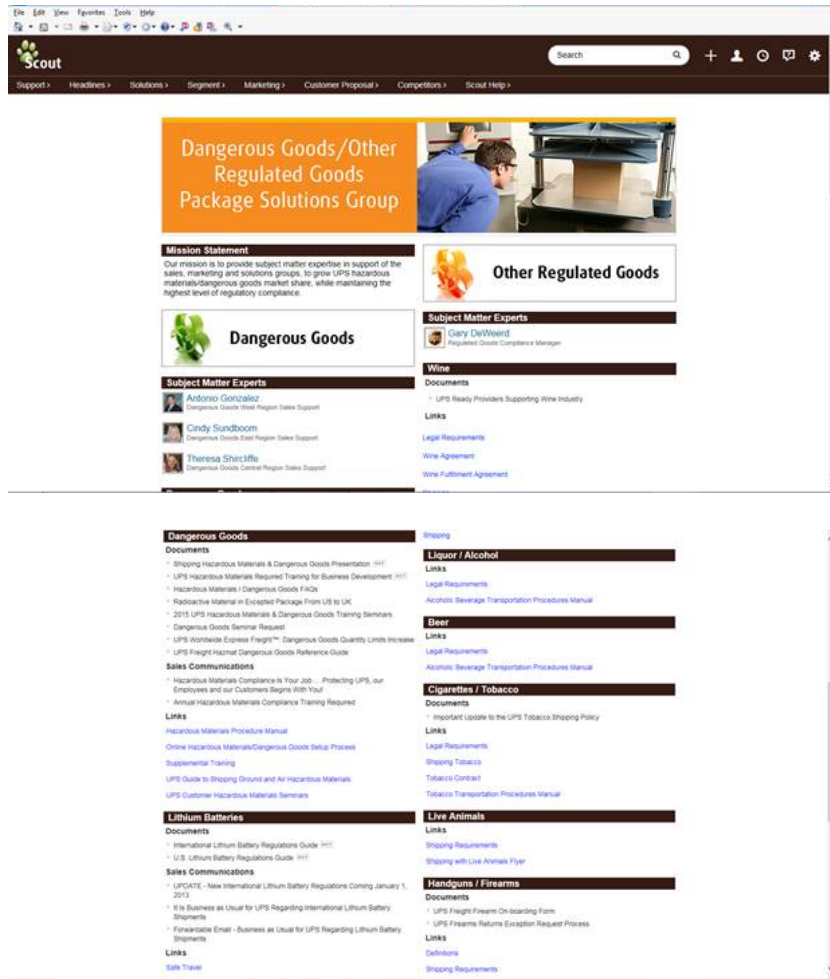 File Edit View Favorites Tools Help
Scout
Search
Support › Headlines › Solutions › Segment › Marketing › Customer Proposal › Competitors › Scout Help ›
Dangerous Goods/Other
Regulated Goods
Package Solutions Group
Mission Statement
Our mission is to provide subject matter expertise in support of the
sales, marketing and solutions groups, to grow UPS hazardous
materials/dangerous goods market share, while maintaining the
highest level of regulatory compliance.
Dangerous Goods
Subject Matter Experts
Antonio Gonzalez
Dangerous Goods West Region Sales Support
Cindy Sundboom
Dangerous Goods East Region Sales Support
Theresa Shircliffe
Dangerous Goods Central Region Sales Support
Other Regulated Goods
Subject Matter Experts
Gary DeWeerd
Regulated Goods Compliance Manager
Wine
Documents
UPS Ready Providers Supporting Wine Industry
Links
Legal Requirements
Wine Agreement
Wine Fulfillment Agreement
Dangerous Goods
Documents
Shipping Hazardous Materials & Dangerous Goods Presentation
UPS Hazardous Materials Required Training for Business Development
Hazardous Materials / Dangerous Goods FAQs
Radioactive Material in Excepted Package From US to UK
2015 UPS Hazardous Materials & Dangerous Goods Training Seminars
Dangerous Goods Seminar Request
UPS Worldwide Express Freight™: Dangerous Goods Quantity Limits Increase
UPS Freight Hazmat Dangerous Goods Reference Guide
Sales Communications
Hazardous Materials Compliance Is Your Job ... Protecting UPS, our
Employees and our Customers Begins With You!
Annual Hazardous Materials Compliance Training Required
Links
Hazardous Materials Procedure Manual
Online Hazardous Materials/Dangerous Goods Setup Process
Supplemental Training
UPS Guide to Shipping Ground and Air Hazardous Materials
UPS Customer Hazardous Materials Seminars
Lithium Batteries
Documents
International Lithium Battery Regulations Guide
U.S. Lithium Battery Regulations Guide
Sales Communications
UPDATE - New International Lithium Battery Regulations Coming January 1,
2013
It Is Business as Usual for UPS Regarding International Lithium Battery
Shipments
Forwardable Email - Business as Usual for UPS Regarding Lithium Battery
Shipments
Links
Safe Travel
Shipping
Liquor / Alcohol
Links
Legal Requirements
Alcoholic Beverage Transportation Procedures Manual
Beer
Links
Legal Requirements
Alcoholic Beverage Transportation Procedures Manual
Cigarettes / Tobacco
Documents
Important Update to the UPS Tobacco Shipping Policy
Links
Legal Requirements
Shipping Tobacco
Tobacco Contract
Tobacco Transportation Procedures Manual
Live Animals
Links
Shipping Requirements
Shipping with Live Animals Flyer
Handguns / Firearms
Documents
UPS Freight Firearm On-boarding Form
UPS Firearms Returns Exception Request Process
Links
Definitions
Shipping Requirements